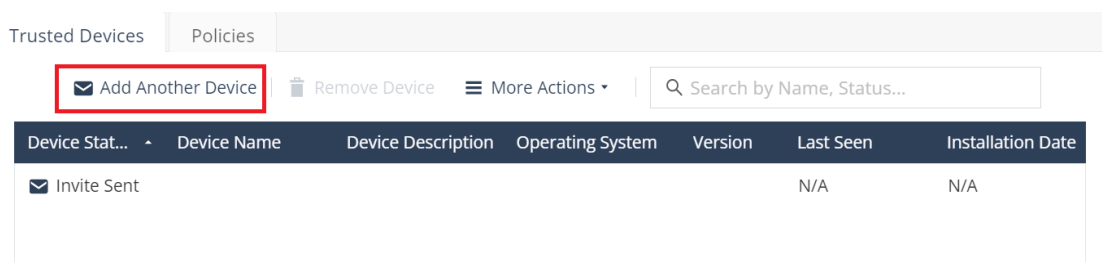 Trusted Devices Policies
Add Another Device Remove Device More Actions Search by Name, Status...
Device Stat... Device Name Device Description Operating System Version Last Seen Installation Date
Invite Sent N/A N/A